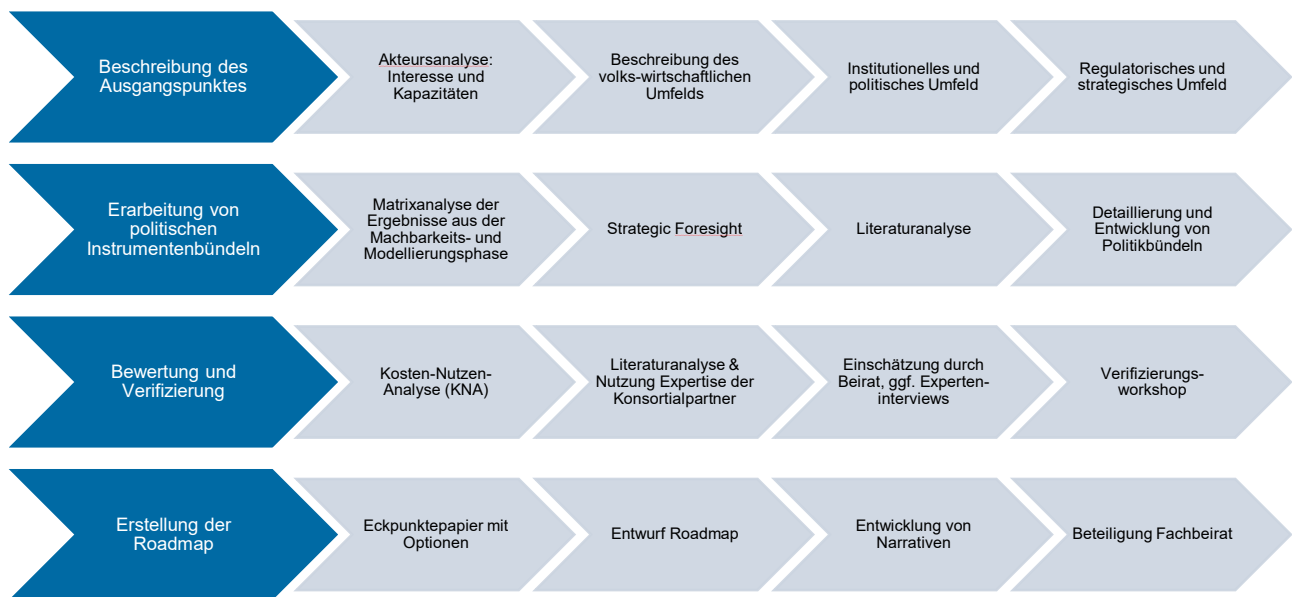 Beschreibung des
Ausgangspunktes
Akteursanalyse:
Interesse und
Kapazitäten
Beschreibung des
volks-wirtschaftlichen
Umfelds
Institutionelles und
politisches Umfeld
Regulatorisches und
strategisches Umfeld
Erarbeitung von
politischen
Instrumentenbündeln
Matrixanalyse der
Ergebnisse aus der
Machbarkeits- und
Modellierungsphase
Strategic Foresight
Literaturanalyse
Detaillierung und
Entwicklung von
Politikbündeln
Bewertung und
Verifizierung
Kosten-Nutzen-
Analyse (KNA)
Literaturanalyse &
Nutzung Expertise der
Konsortialpartner
Einschätzung durch
Beirat, ggf. Experten-
interviews
Verifizierungs-
workshop
Erstellung der
Roadmap
Eckpunktepapier mit
Optionen
Entwurf Roadmap
Entwicklung von
Narrativen
Beteiligung Fachbeirat